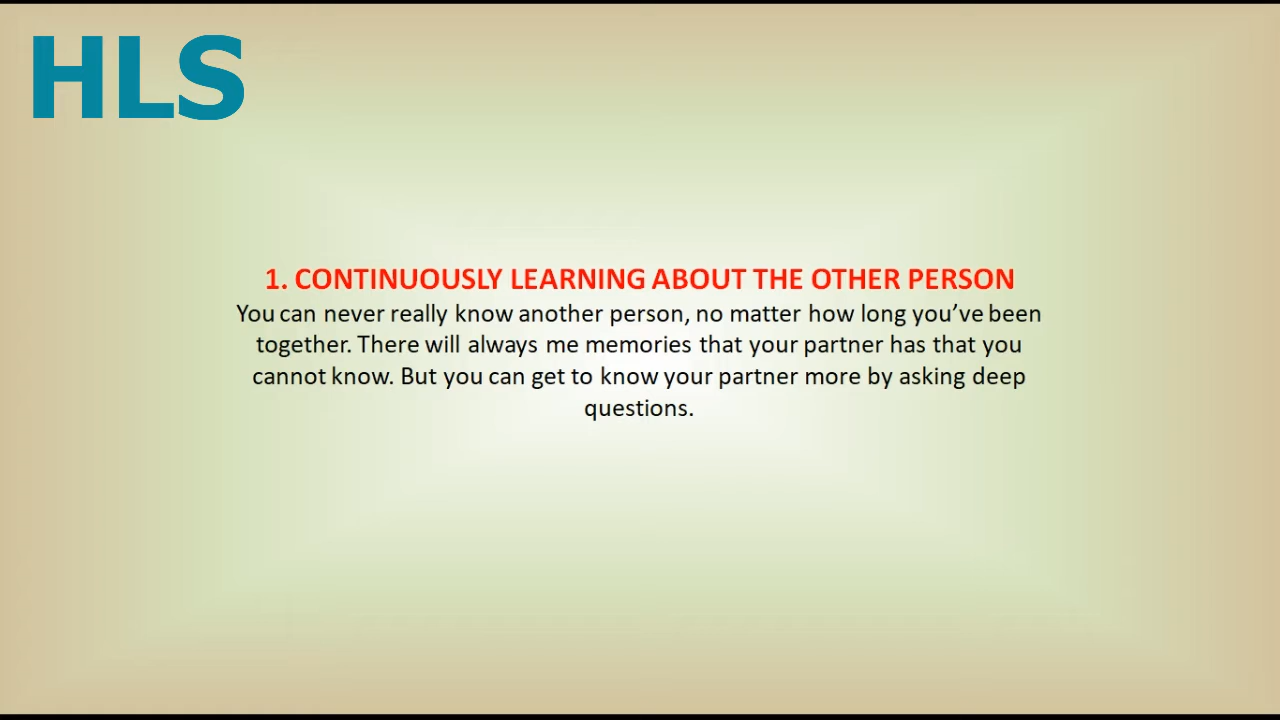 HLS
1. CONTINUOUSLY LEARNING ABOUT THE OTHER PERSON
You can never really know another person, no matter how long you’ve been
together. There will always me memories that your partner has that you
cannot know. But you can get to know your partner more by asking deep
questions.